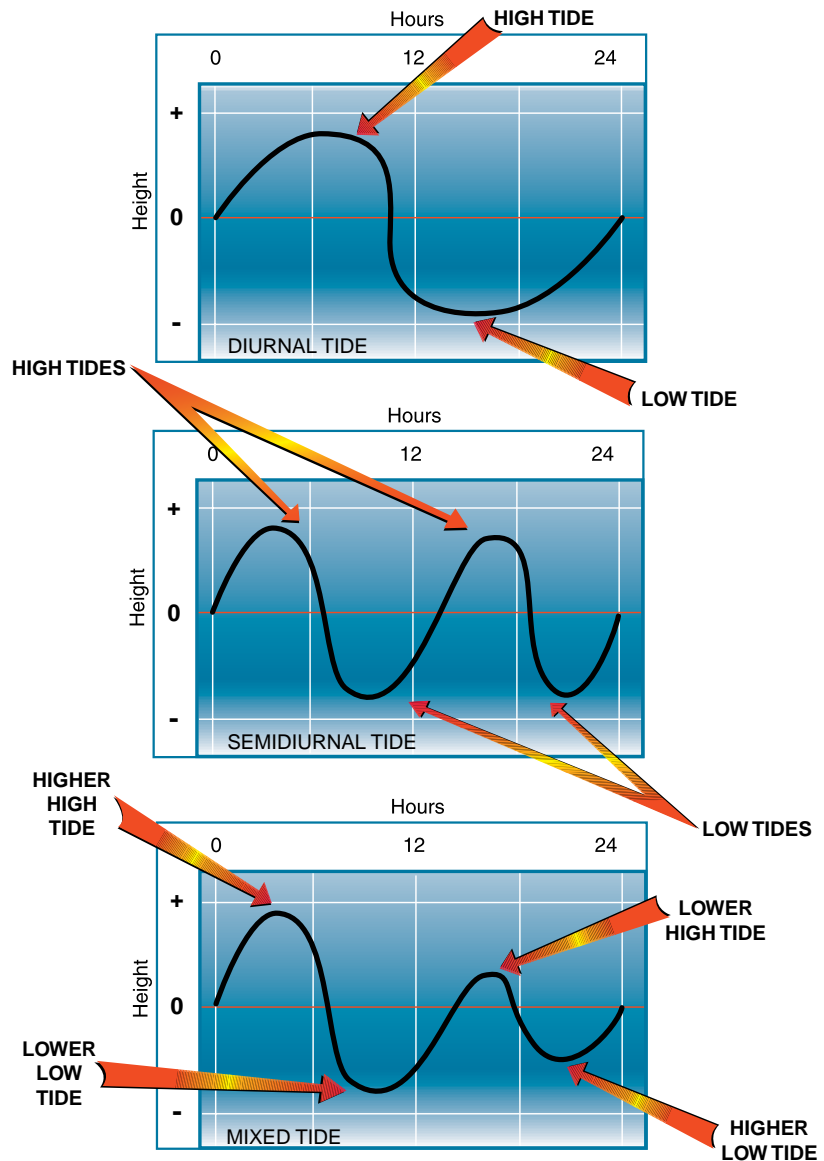 Hours
HIGH TIDE
0 12 24
+
Height
0
-
DIURNAL TIDE
LOW TIDE
HIGH TIDES
Hours
0 12 24
+
Height
0
-
SEMIDIURNAL TIDE
LOW TIDES
HIGHER
HIGH
TIDE
Hours
0 12 24
+
LOWER
HIGH TIDE
Height
0
LOWER
LOW
TIDE
-
MIXED TIDE
HIGHER
LOW TIDE